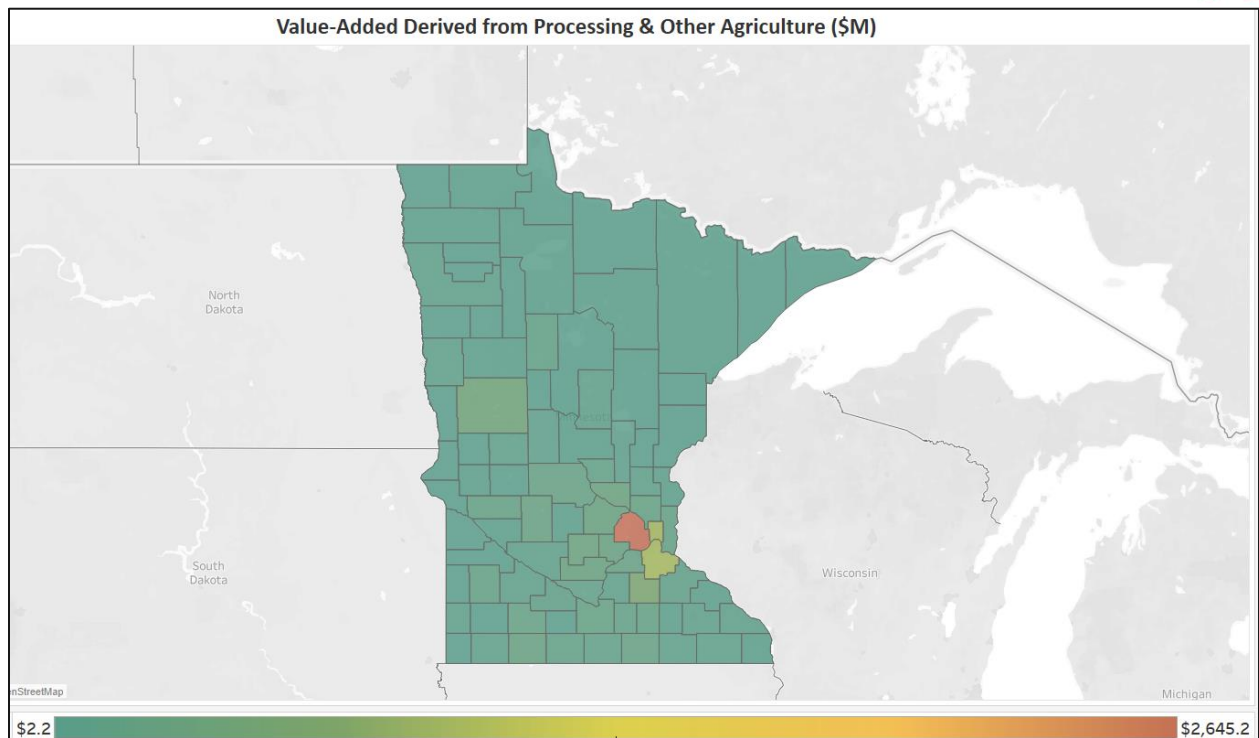 Value-Added Derived from Processing & Other Agriculture ($M)
North
Dakota
South
Dakota
Wisconsin
enStreetMap
Michigan
$2.2
$2,645.2